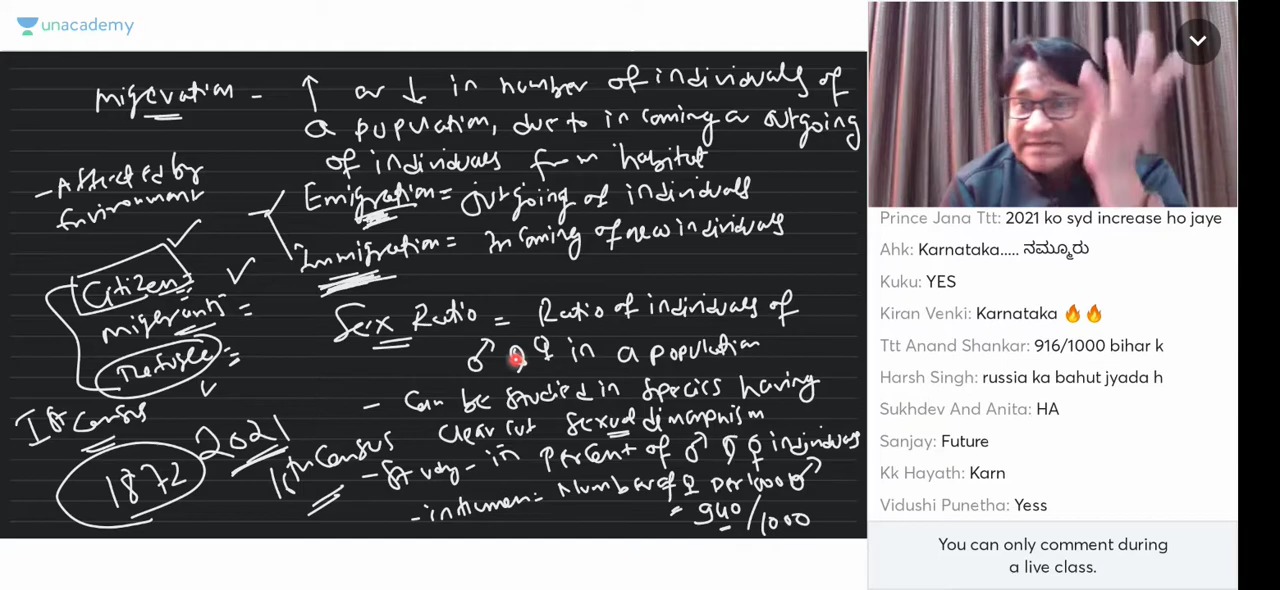 unacademy
migration - ↑ or ↓ in number of individuals of
a population, due to incoming or outgoing
of individuals from habitat
- Affected by
Environment
Emigration = outgoing of individuals
Immigration = Incoming of new individuals
Citizen =
migrants =
Refugee =
Sex Ratio = Ratio of individuals of
♂ ♀ in a population
- Can be studied in species having
clear cut sexual dimorphism
- Study - in percent of ♂ ♀ individuals
- in human = Number of ♀ per 1000 ♂
= 940/1000
Ist Census
1872
2021
16th Census
Prince Jana Ttt: 2021 ko syd increase ho jaye
Ahk: Karnataka..... ನಮ್ಮೂರು
Kuku: YES
Kiran Venki: Karnataka 🔥🔥
Ttt Anand Shankar: 916/1000 bihar k
Harsh Singh: russia ka bahut jyada h
Sukhdev And Anita: HA
Sanjay: Future
Kk Hayath: Karn
Vidushi Punetha: Yess
You can only comment during
a live class.